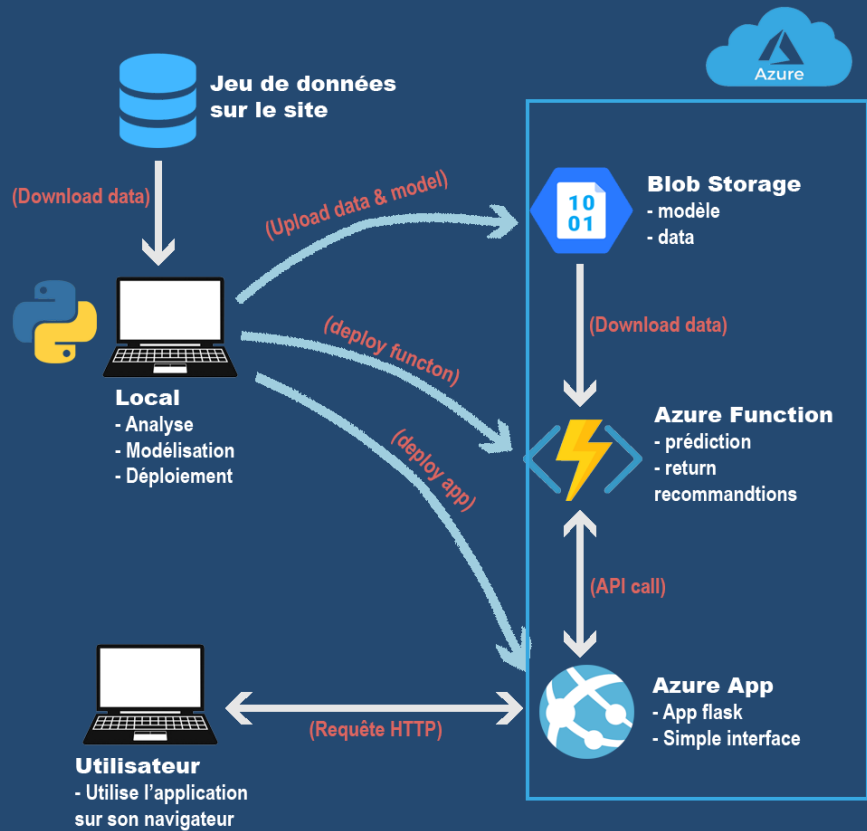 Azure
Jeu de données
sur le site
(Download data)
(Upload data & model)
10
01
Blob Storage
- modèle
- data
(Download data)
(deploy functon)
Local
- Analyse
- Modélisation
- Déploiement
Azure Function
- prédiction
- return
recommandtions
(deploy app)
(API call)
Azure App
- App flask
- Simple interface
(Requête HTTP)
Utilisateur
- Utilise l'application
sur son navigateur